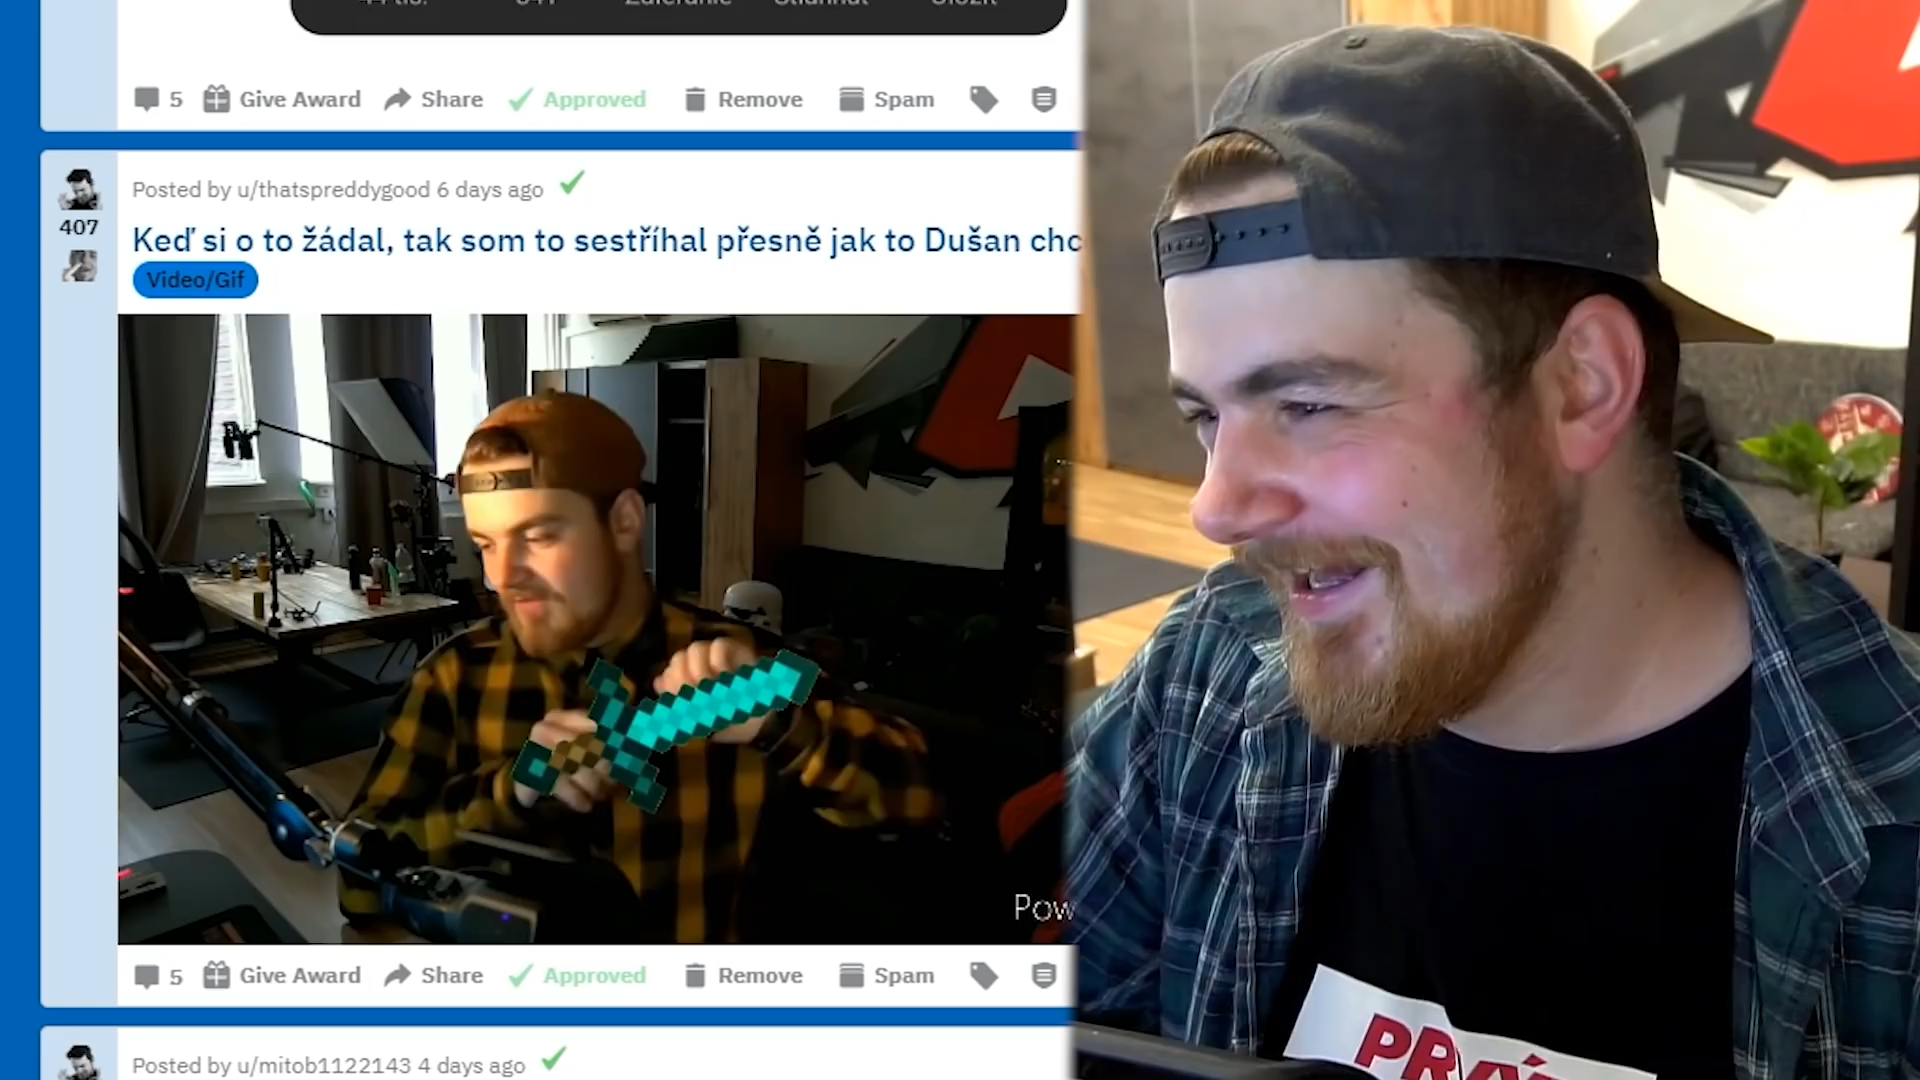 5 Give Award Share Approved Remove Spam
Posted by u/thatspreddygood 6 days ago
407
Keď si o to žádal, tak som to sestříhal přesně jak to Dušan chc
Video/Gif
Pow
5 Give Award Share Approved Remove Spam
Posted by u/mitob1122143 4 days ago